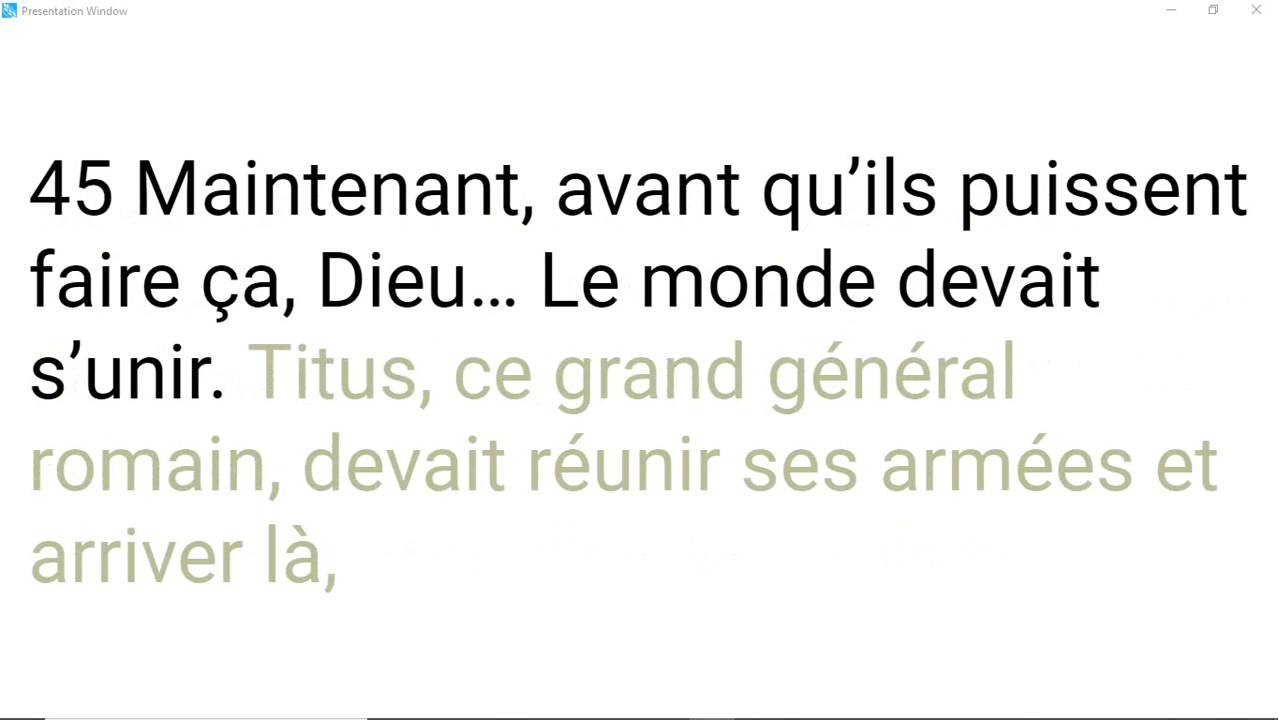 Presentation Window
45 Maintenant, avant qu’ils puissent
faire ça, Dieu… Le monde devait
s’unir. Titus, ce grand général
romain, devait réunir ses armées et
arriver là,